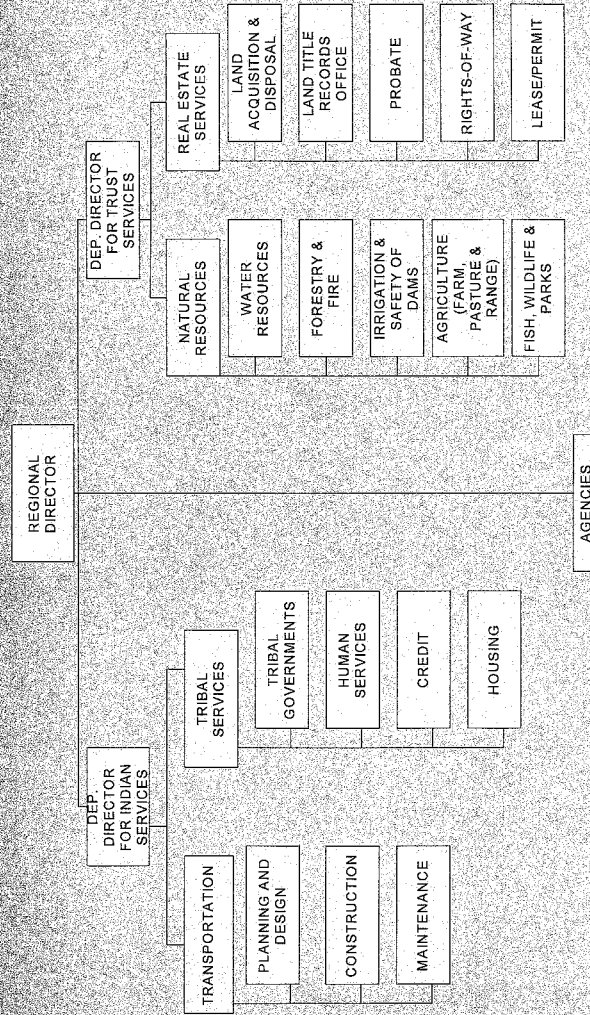 REGIONAL
DIRECTOR
DEP.
DIRECTOR
FOR INDIAN
SERVICES
DEP. DIRECTOR
FOR TRUST
SERVICES
TRANSPORTATION
PLANNING AND
DESIGN
CONSTRUCTION
MAINTENANCE
TRIBAL
SERVICES
TRIBAL
GOVERNMENTS
HUMAN
SERVICES
CREDIT
HOUSING
NATURAL
RESOURCES
WATER
RESOURCES
FORESTRY &
FIRE
IRRIGATION &
SAFETY OF
DAMS
AGRICULTURE
(FARM,
PASTURE &
RANGE)
FISH, WILDLIFE &
PARKS
REAL ESTATE
SERVICES
LAND
ACQUISITION &
DISPOSAL
LAND TITLE
RECORDS
OFFICE
PROBATE
RIGHTS-OF-WAY
LEASE/PERMIT
AGENCIES